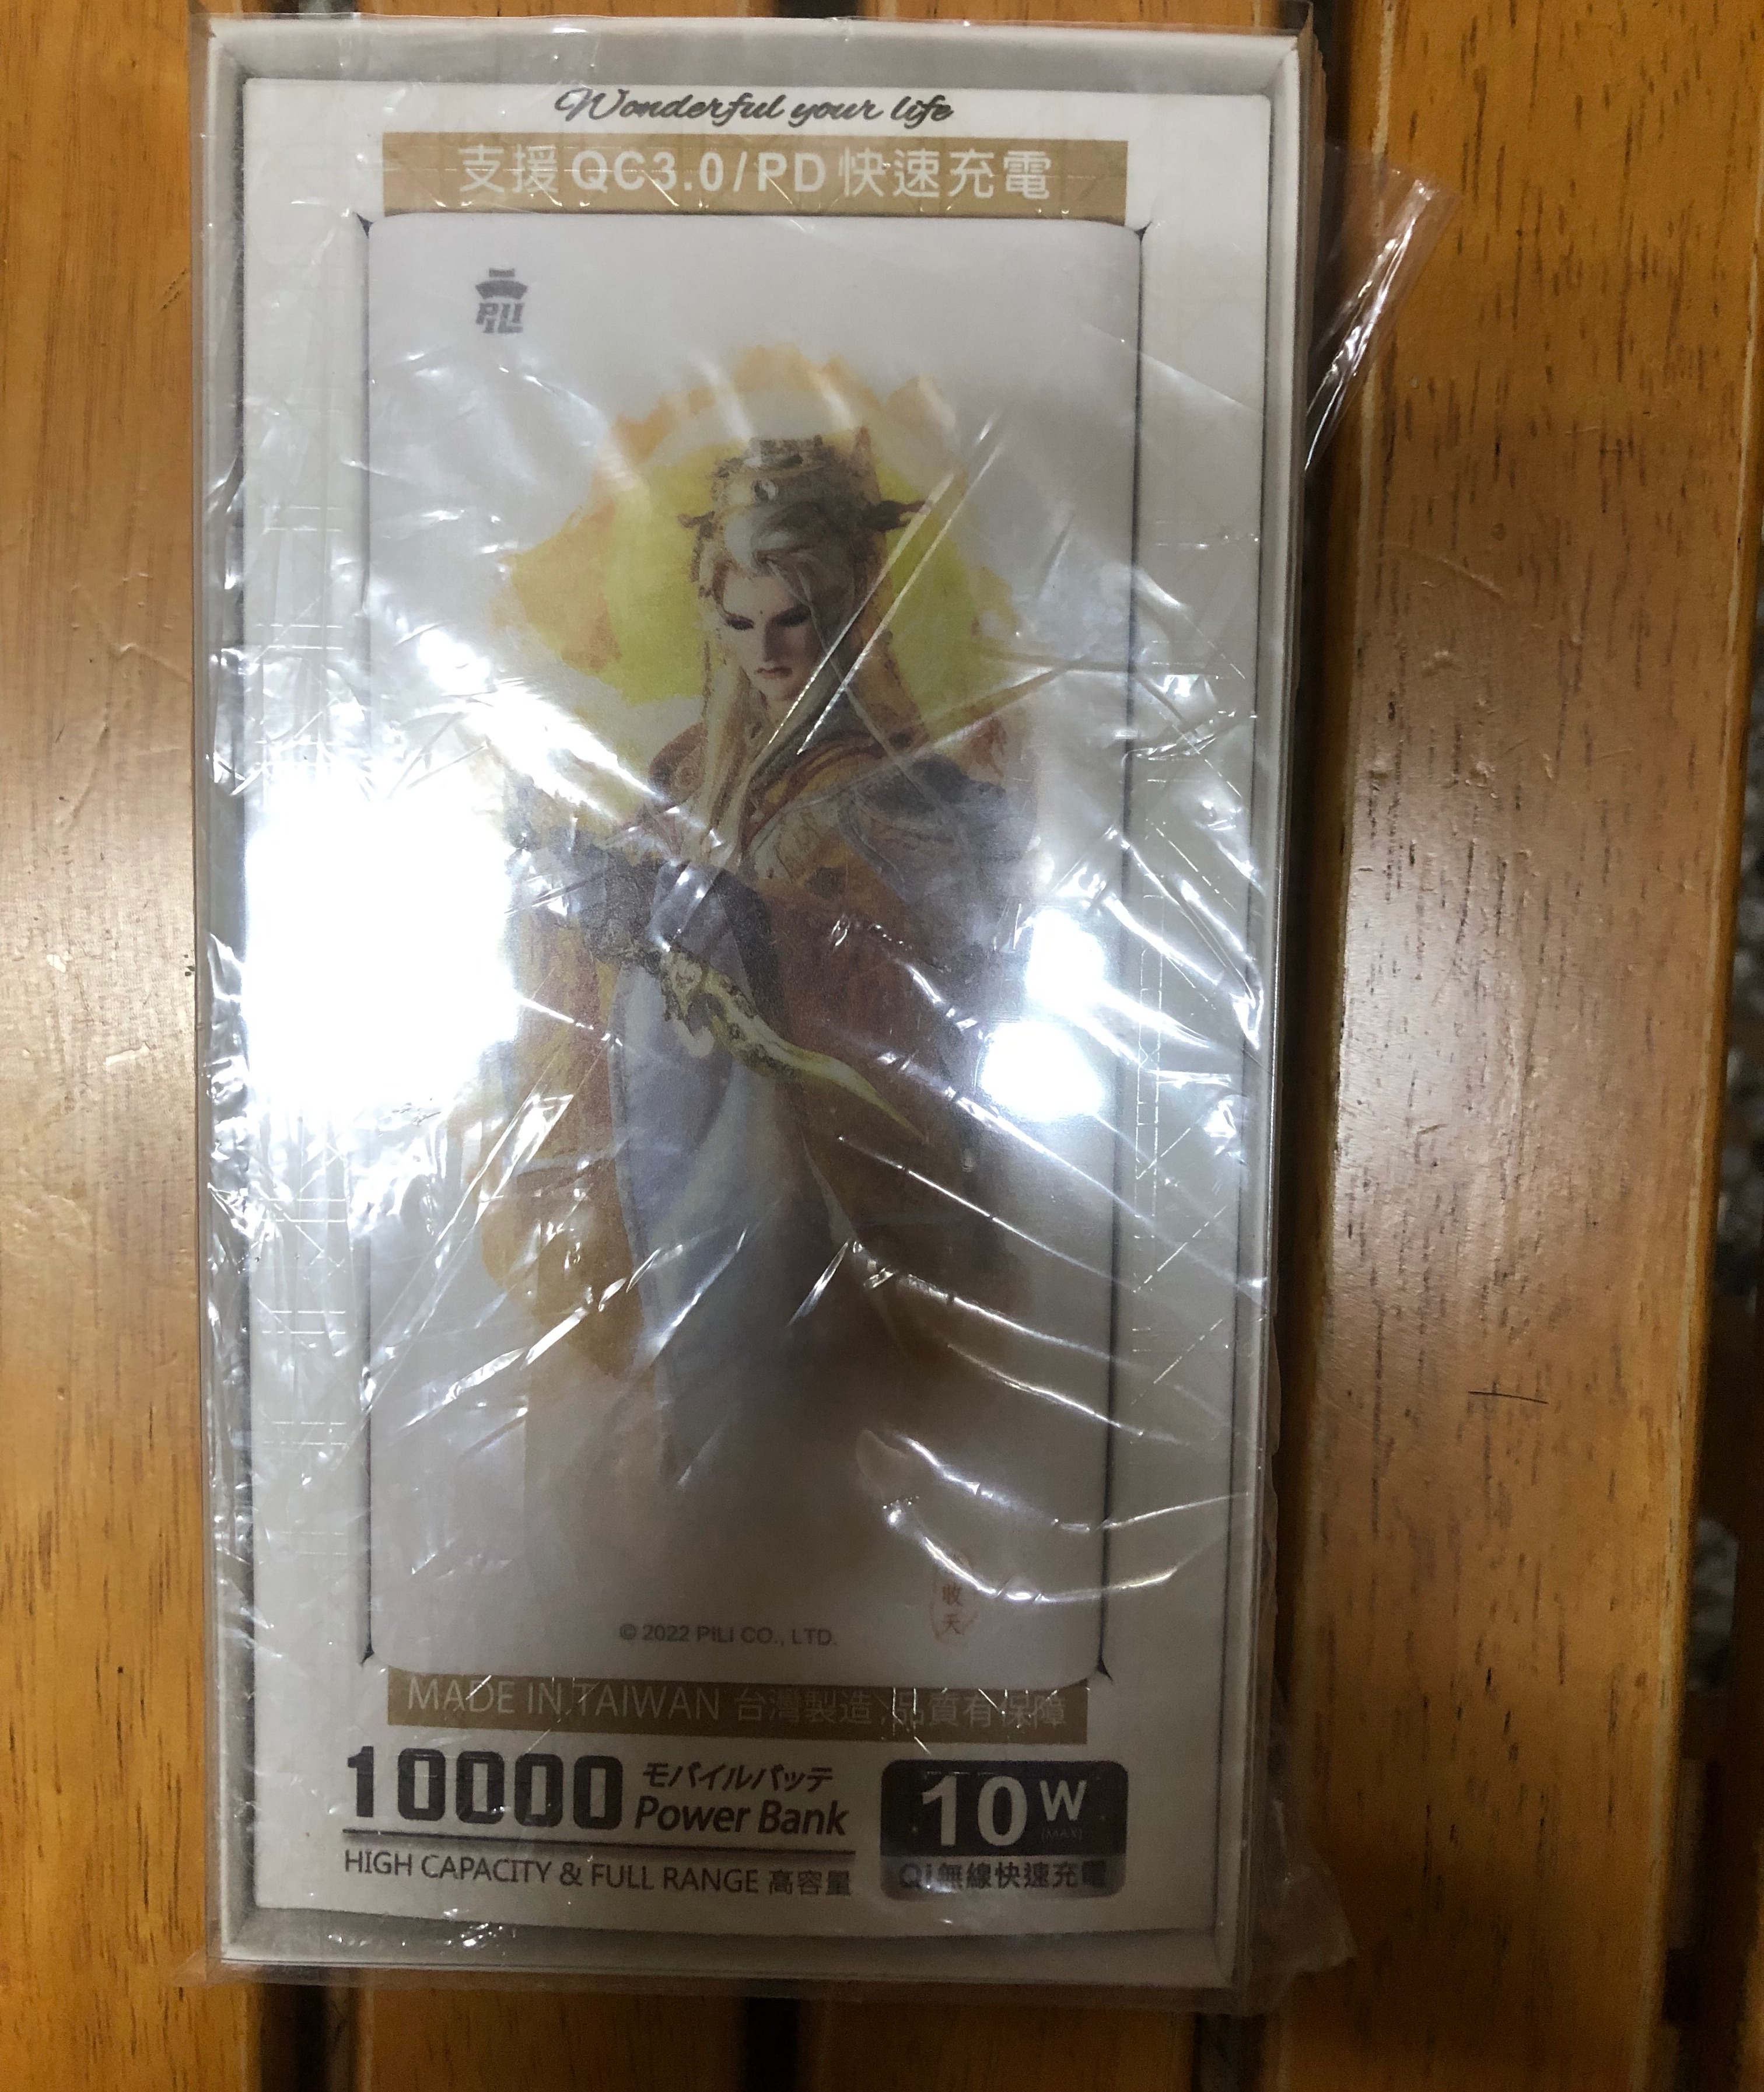 Wonderful your life
支援QC3.0/PD快速充電
PILI
收
天
© 2022 PILI CO., LTD.
MADE IN TAIWAN 台灣製造,品質有保障
10000 モバイルバッテ
Power Bank
HIGH CAPACITY & FULL RANGE 高容量
10W
(MAX)
QI無線快速充電